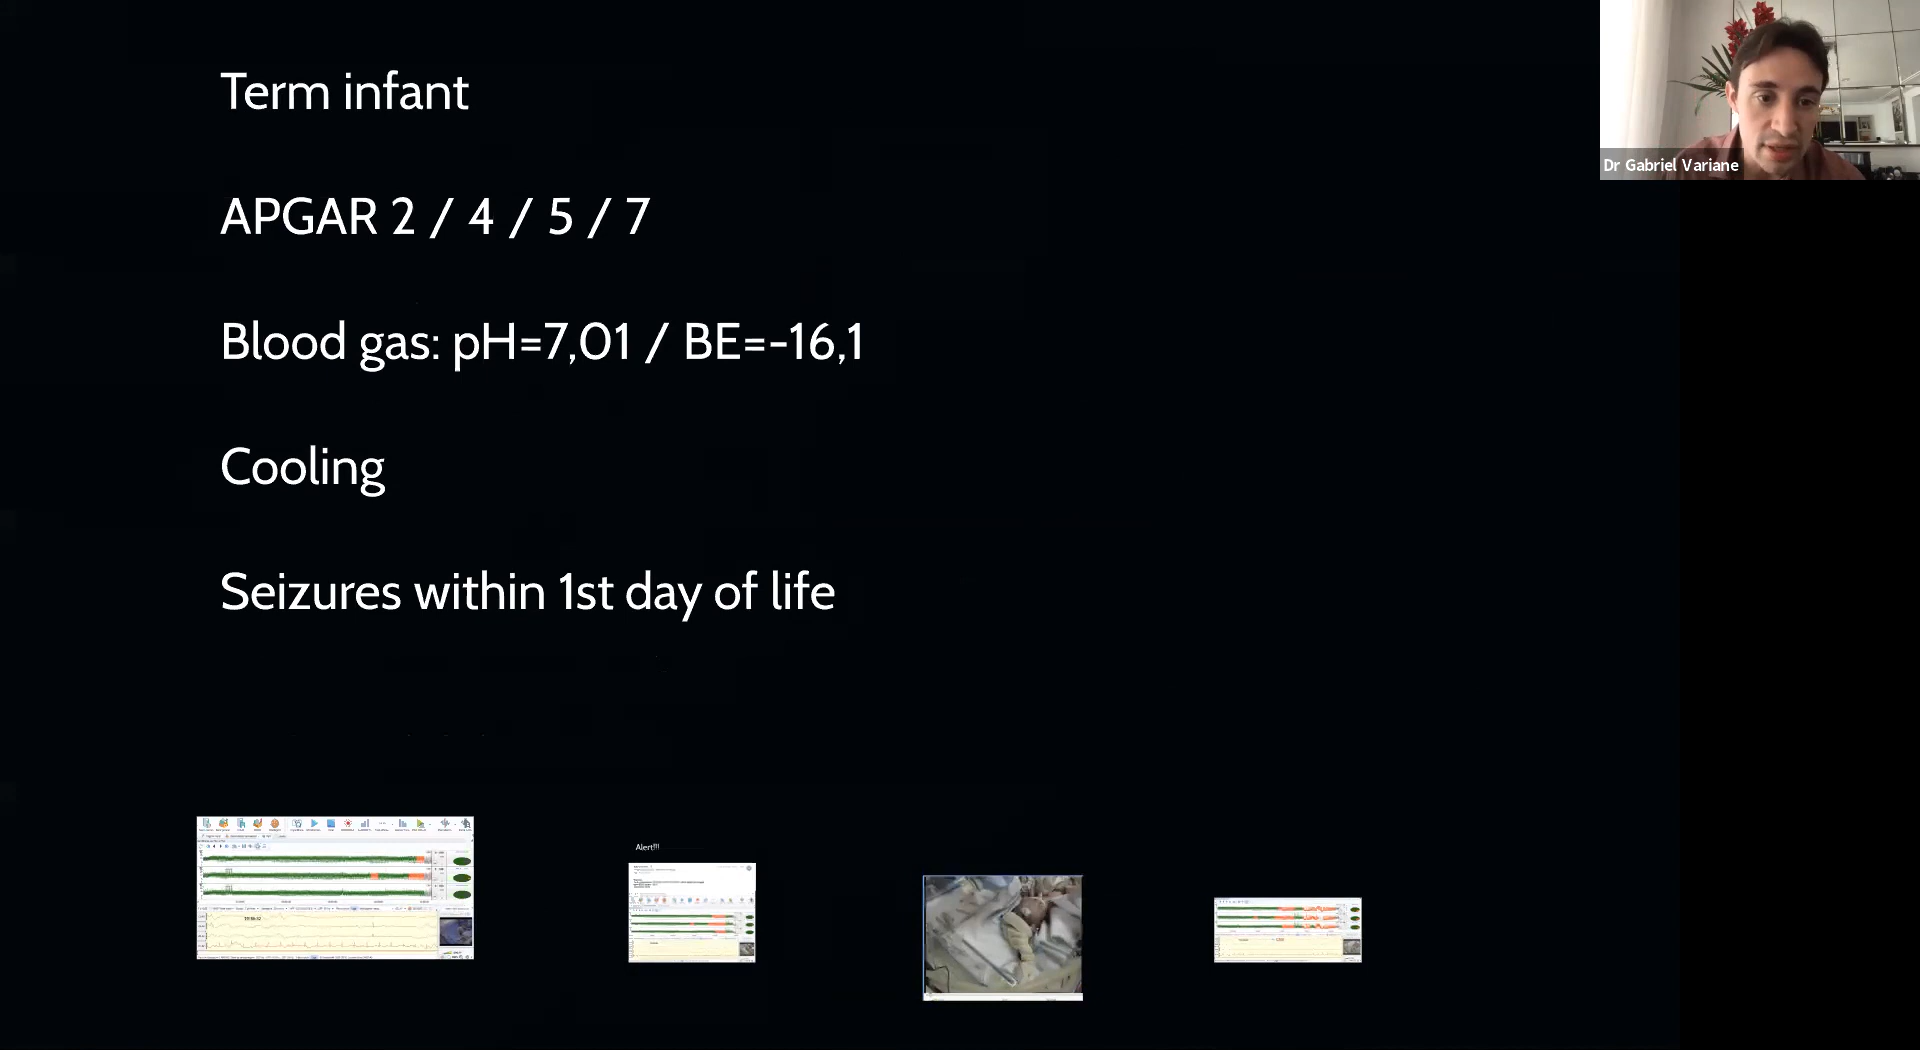 Term infant
APGAR 2 / 4 / 5 / 7
Blood gas: pH=7,01 / BE=-16,1
Cooling
Seizures within 1st day of life
Dr Gabriel Variane
Alert!!!